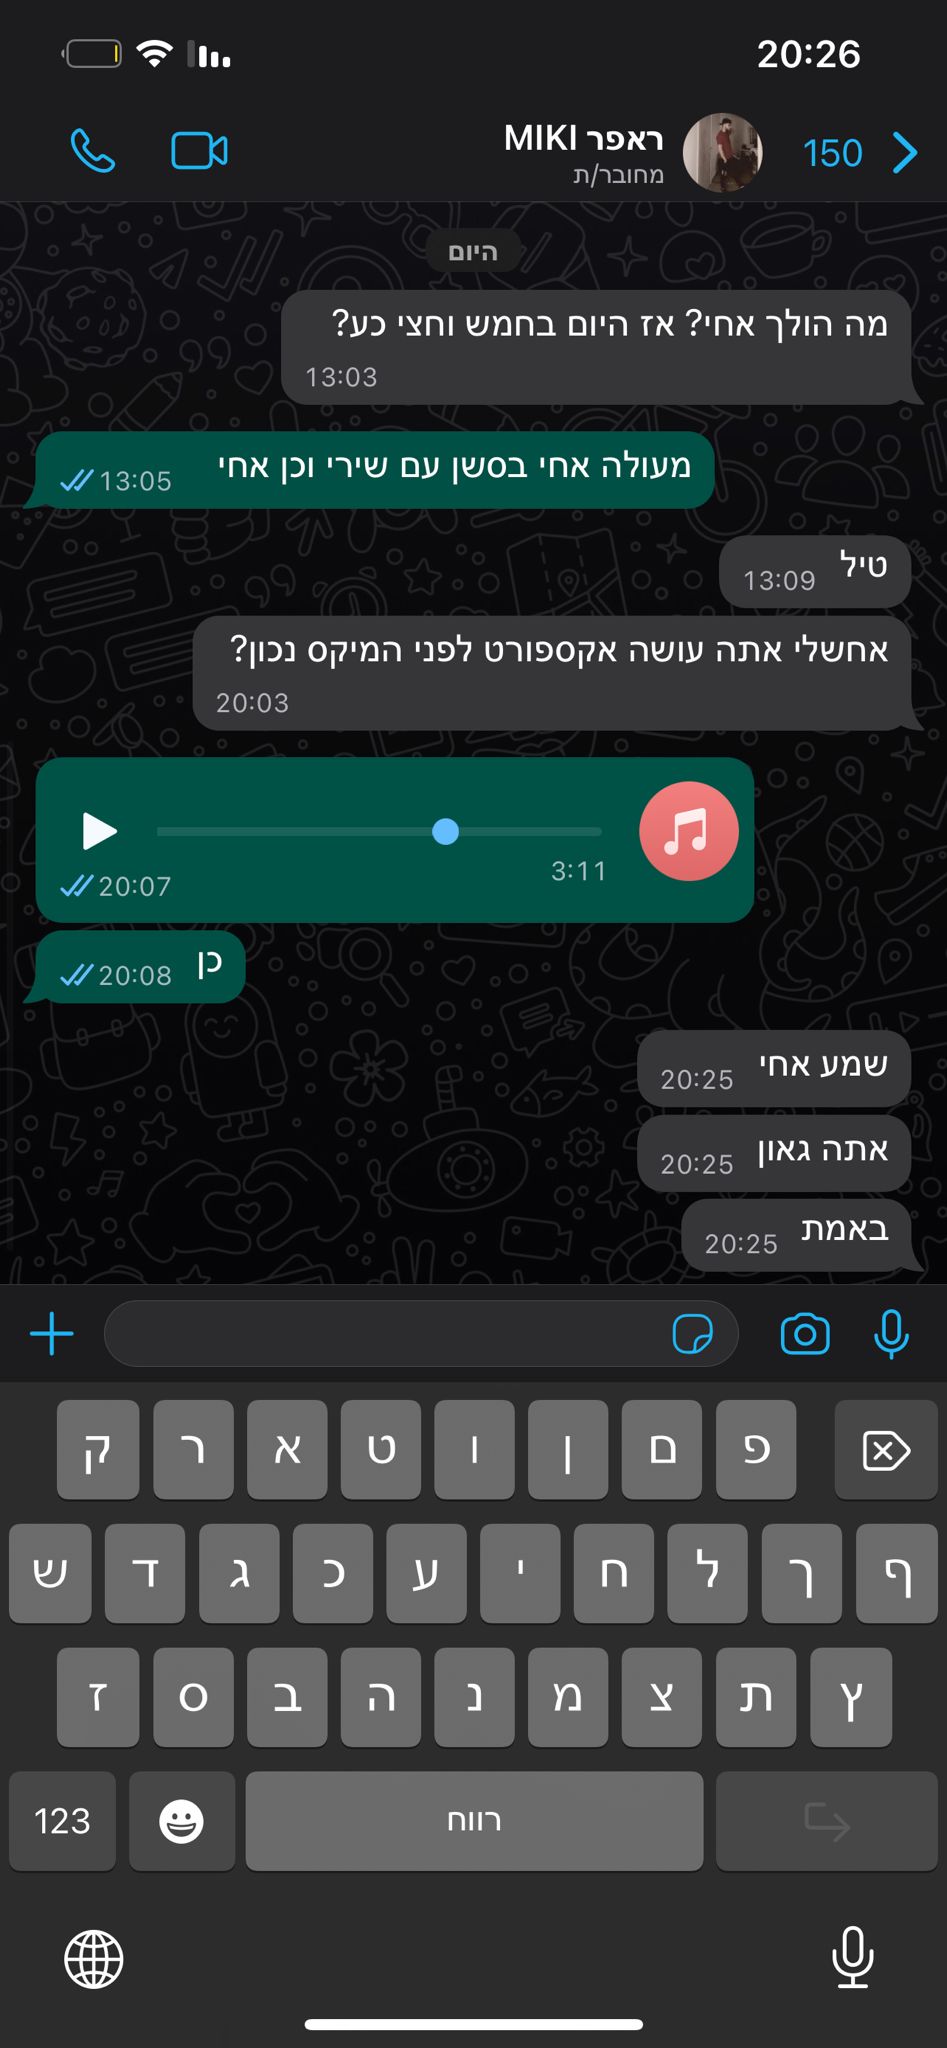 20:26
150
ראפר MIKI
מחובר/ת
היום
מה הולך אחי? אז היום בחמש וחצי כע?
13:03
מעולה אחי בסשן עם שירי וכן אחי
13:05
טיל
13:09
אחשלי אתה עושה אקספורט לפני המיקס נכון?
20:03
3:11
20:07
כן
20:08
שמע אחי
20:25
אתה גאון
20:25
באמת
20:25
ק ר א ט ו ן ם פ
ש ד ג כ ע י ח ל ך ף
ז ס ב ה נ מ צ ת ץ
123
רווח